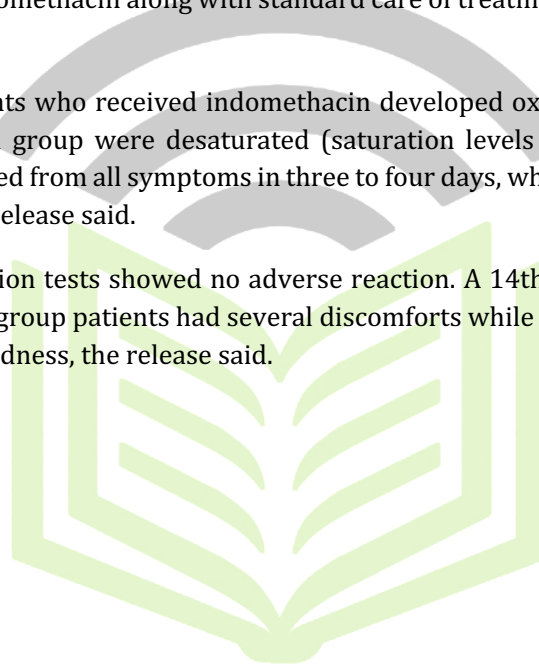 omethacin along with standard care of treatm
nts who received indomethacin developed ox
group were desaturated (saturation levels
ed from all symptoms in three to four days, wh
elease said.
ion tests showed no adverse reaction. A 14th
group patients had several discomforts while
dness, the release said.